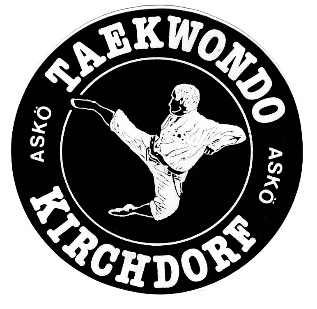 TAEKWONDO
ASKÖ
ASKÖ
KIRCHDORF